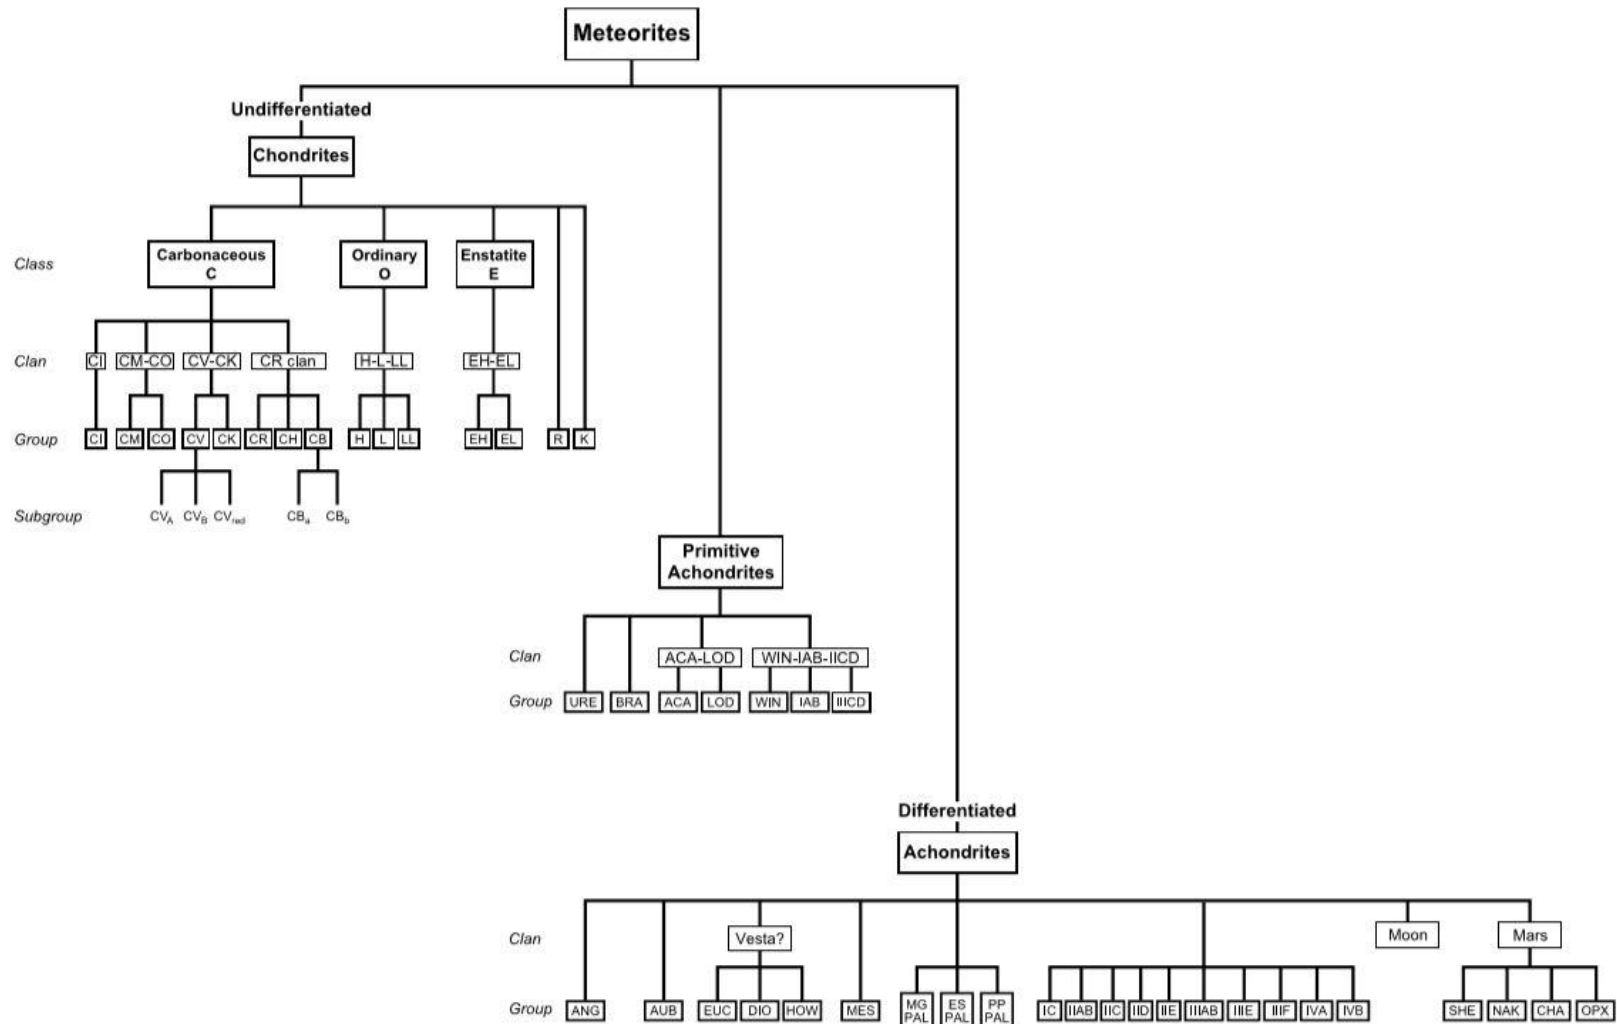 Meteorites
Undifferentiated
Chondrites
Class
Carbonaceous
C
Ordinary
O
Enstatite
E
Clan CI CM-CO CV-CK CR clan H-L-LL EH-EL
Group CI CM CO CV CK CR CH CB H L LL EH EL R K
Subgroup CVA CVB CVred CBa CBb
Primitive
Achondrites
Clan ACA-LOD WIN-IAB-IICD
Group URE BRA ACA LOD WIN IAB IIICD
Differentiated
Achondrites
Clan Vesta? Moon Mars
Group ANG AUB EUC DIO HOW MES
MG
PAL
ES
PAL
PP
PAL
IC IIAB IIC IID IIE IIIAB IIIE IIIF IVA IVB SHE NAK CHA OPX